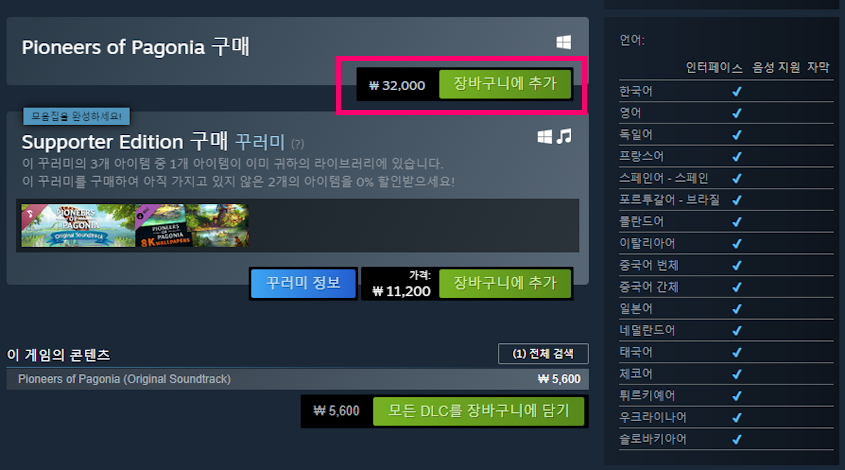 Pioneers of Pagonia 구매
₩ 32,000
장바구니에 추가
모음집을 완성하세요!
Supporter Edition 구매 꾸러미 (?)
이 꾸러미의 3개 아이템 중 1개 아이템이 이미 귀하의 라이브러리에 있습니다.
이 꾸러미를 구매하여 아직 가지고 있지 않은 2개의 아이템을 0% 할인받으세요!
PIONEERS OF PAGONIA
Original Soundtrack
PIONEERS OF PAGONIA
8K WALLPAPERS
꾸러미 정보
가격:
₩ 11,200
장바구니에 추가
이 게임의 콘텐츠
(1) 전체 검색
Pioneers of Pagonia (Original Soundtrack)
₩ 5,600
₩ 5,600
모든 DLC를 장바구니에 담기
언어:
인터페이스 음성 지원 자막
한국어 ✔
영어 ✔
독일어 ✔
프랑스어 ✔
스페인어 - 스페인 ✔
포르투갈어 - 브라질 ✔
폴란드어 ✔
이탈리아어 ✔
중국어 번체 ✔
중국어 간체 ✔
일본어 ✔
네덜란드어 ✔
태국어 ✔
체코어 ✔
튀르키예어 ✔
우크라이나어 ✔
슬로바키아어 ✔